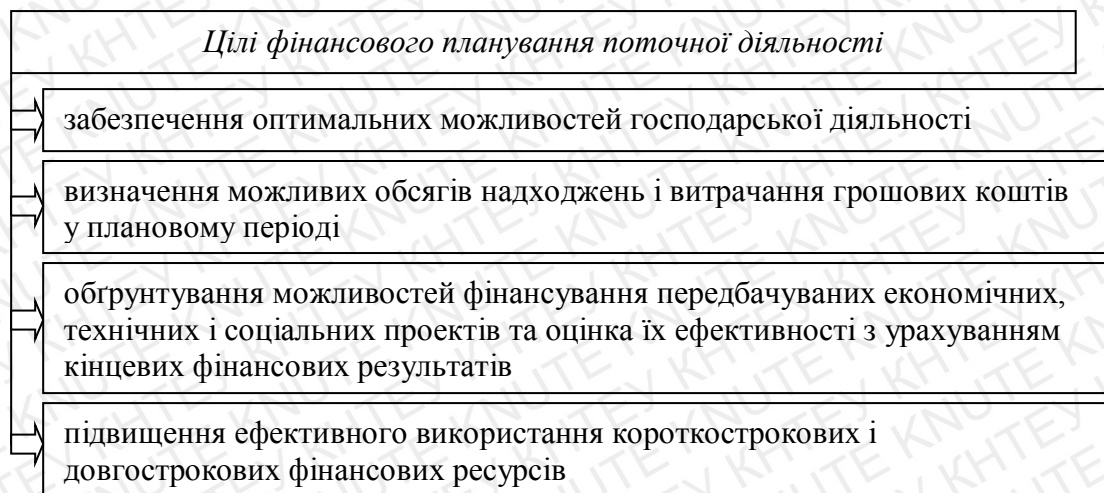 Цілі фінансового планування поточної діяльності
забезпечення оптимальних можливостей господарської діяльності
визначення можливих обсягів надходжень і витрачання грошових коштів
у плановому періоді
обґрунтування можливостей фінансування передбачуваних економічних,
технічних і соціальних проектів та оцінка їх ефективності з урахуванням
кінцевих фінансових результатів
підвищення ефективного використання короткострокових і
довгострокових фінансових ресурсів